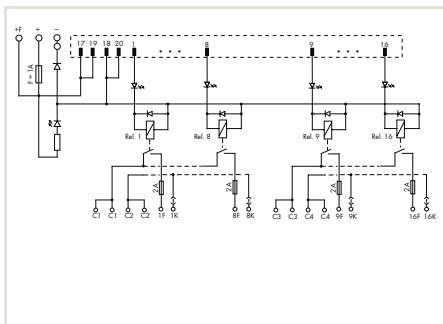 +F + –
17 19 18 20 1 8 9 16
F = 1A
Rel. 1 Rel. 8 Rel. 9 Rel. 16
2A 2A 2A 2A
C1 C1 C2 C2 1F 1K 8F 8K C3 C3 C4 C4 9F 9K 16F 16K